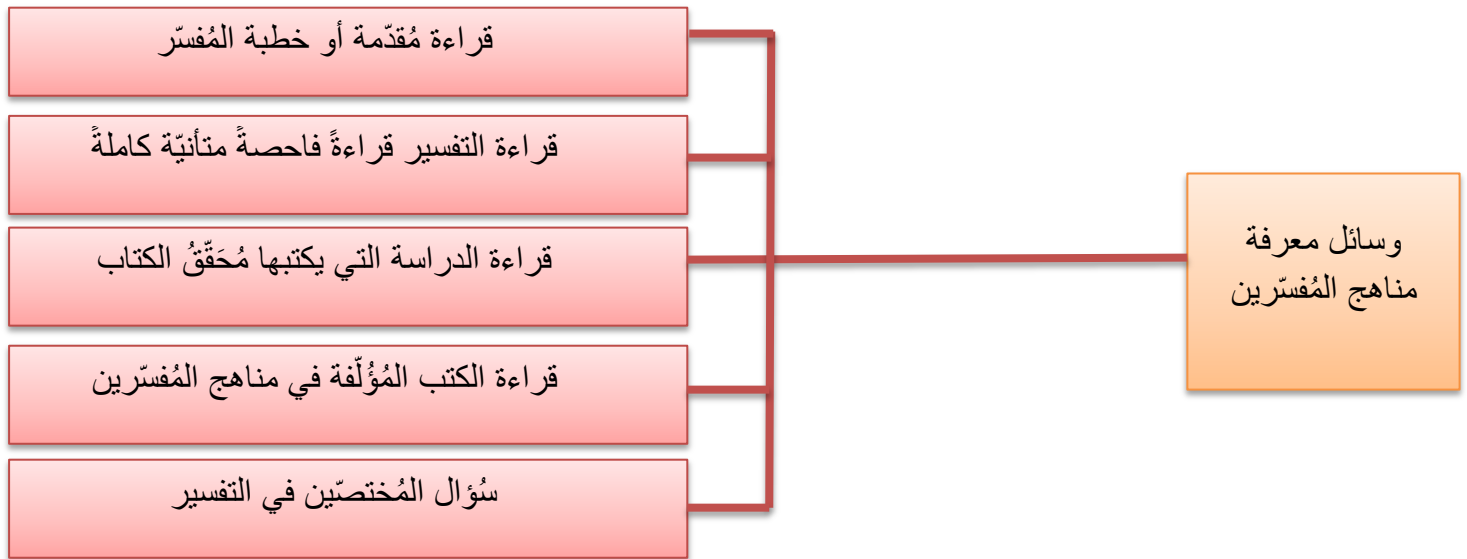 وسائل معرفة
مناهج المُفسّرين
قراءة مُقدّمة أو خطبة المُفسّر
قراءة التفسير قراءةً فاحصةً متأنيّة كاملةً
قراءة الدراسة التي يكتبها مُحَقّقُ الكتاب
قراءة الكتب المُؤُلّفة في مناهج المُفسّرين
سُؤال المُختصّين في التفسير